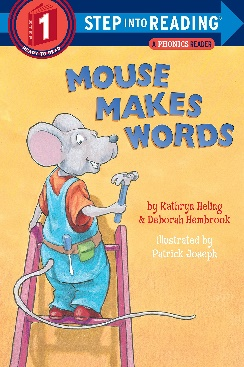 STEP 1
READY-TO-READ
STEP INTO READING®
A PHONICS READER
MOUSE
MAKES
WORDS
by Kathryn Heling
& Deborah Hembrook
illustrated by
Patrick Joseph